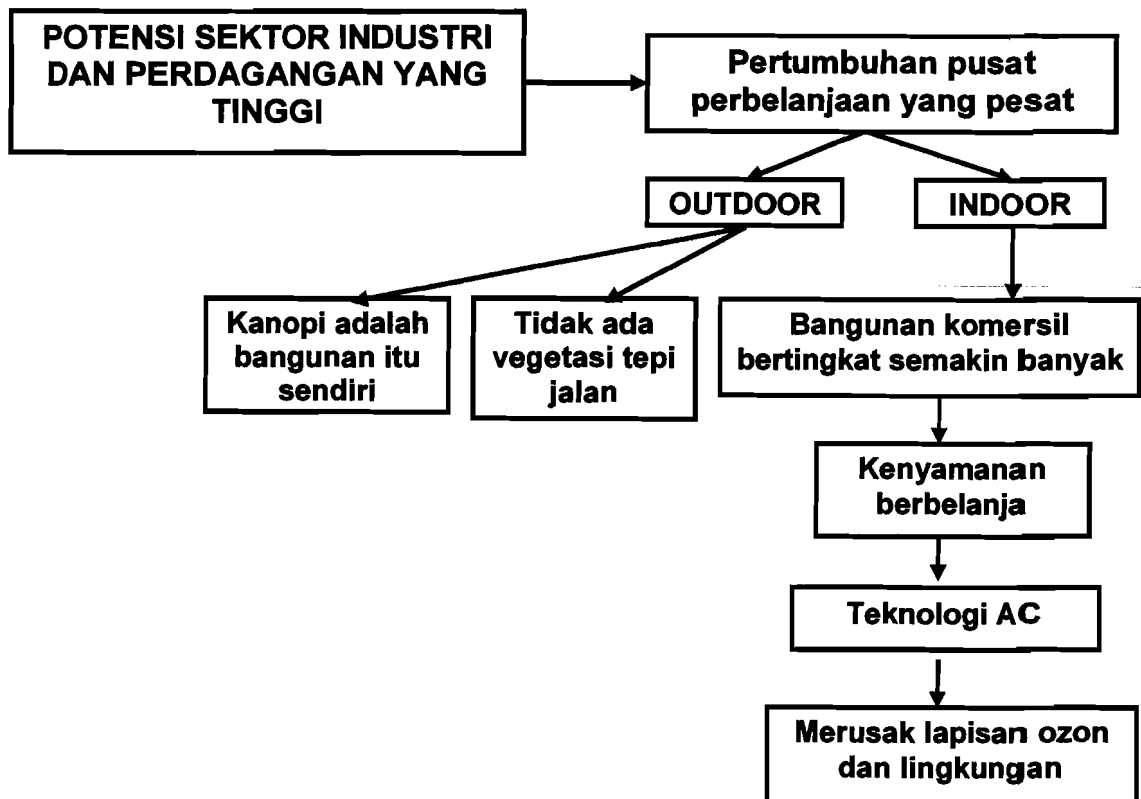 POTENSI SEKTOR INDUSTRI
DAN PERDAGANGAN YANG
TINGGI
Pertumbuhan pusat
perbelanjaan yang pesat
OUTDOOR
INDOOR
Kanopi adalah
bangunan itu
sendiri
Tidak ada
vegetasi tepi
jalan
Bangunan komersil
bertingkat semakin banyak
Kenyamanan
berbelanja
Teknologi AC
Merusak lapisan ozon
dan lingkungan